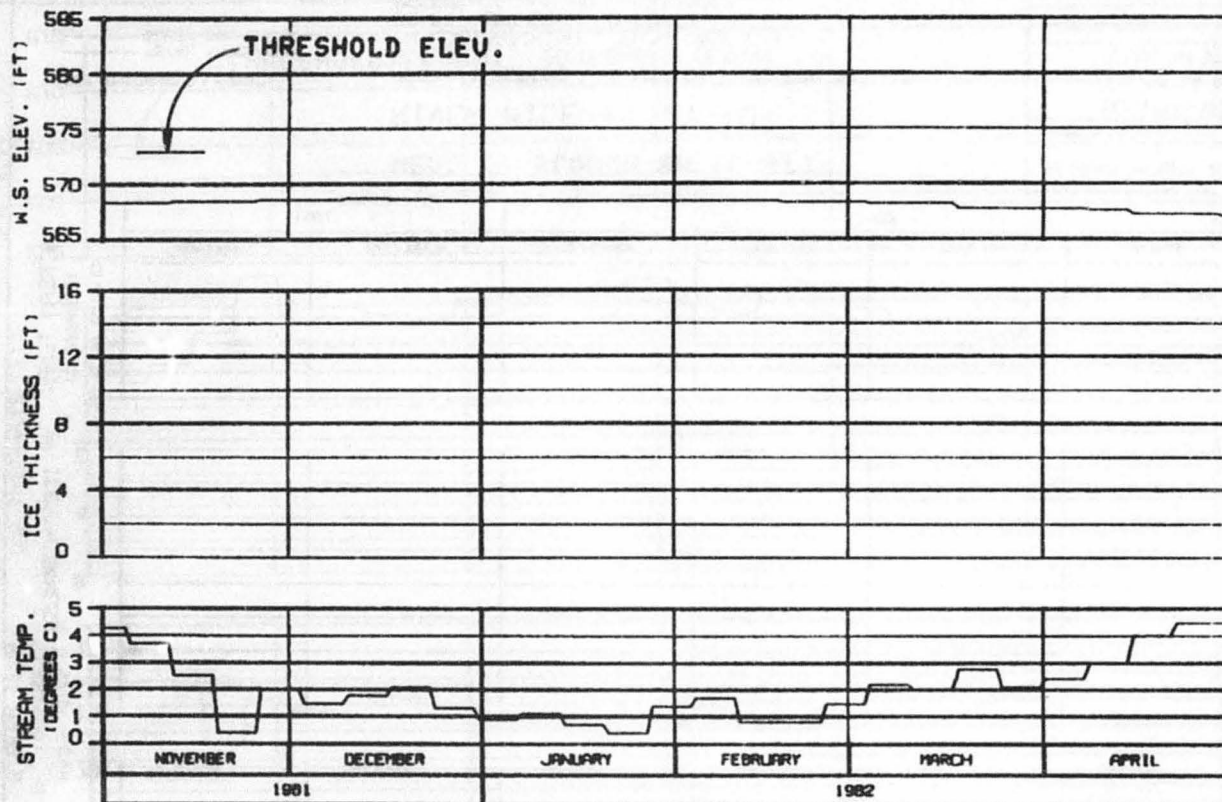 THRESHOLD ELEV.
W.S. ELEV. (FT)
585
580
575
570
565
ICE THICKNESS (FT)
16
12
8
4
0
STREAM TEMP.
(DEGREES C)
5
4
3
2
1
0
NOVEMBER DECEMBER JANUARY FEBRUARY MARCH APRIL
1981 1982